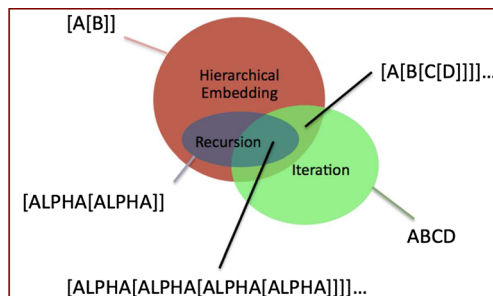 [A[B]]
Hierarchical
Embedding
[A[B[C[D]]]]...
Recursion
Iteration
[ALPHA[ALPHA]]
ABCD
[ALPHA[ALPHA[ALPHA[ALPHA]]]]...